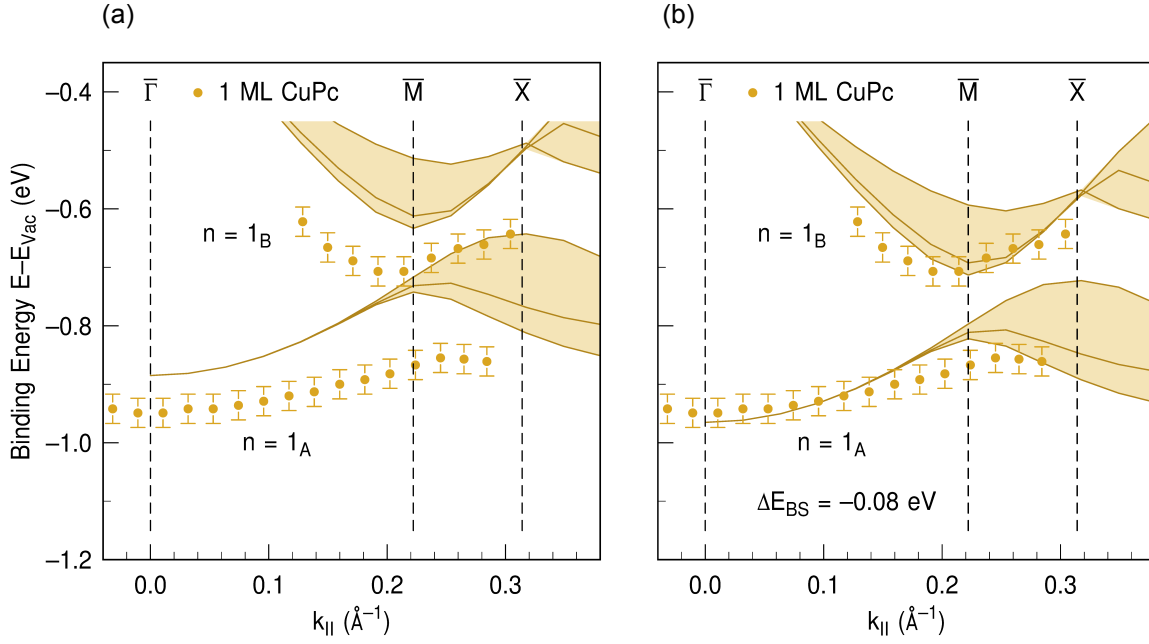 (a)
(b)
Γ̅ 1 ML CuPc M̅ X̅
Γ̅ 1 ML CuPc M̅ X̅
−0.4
−0.6
−0.8
−1.0
−1.2
Binding Energy E−E_Vac (eV)
n = 1_B
n = 1_A
n = 1_B
n = 1_A
ΔE_BS = −0.08 eV
0.0 0.1 0.2 0.3
0.0 0.1 0.2 0.3
k_|| (Å⁻¹)
k_|| (Å⁻¹)